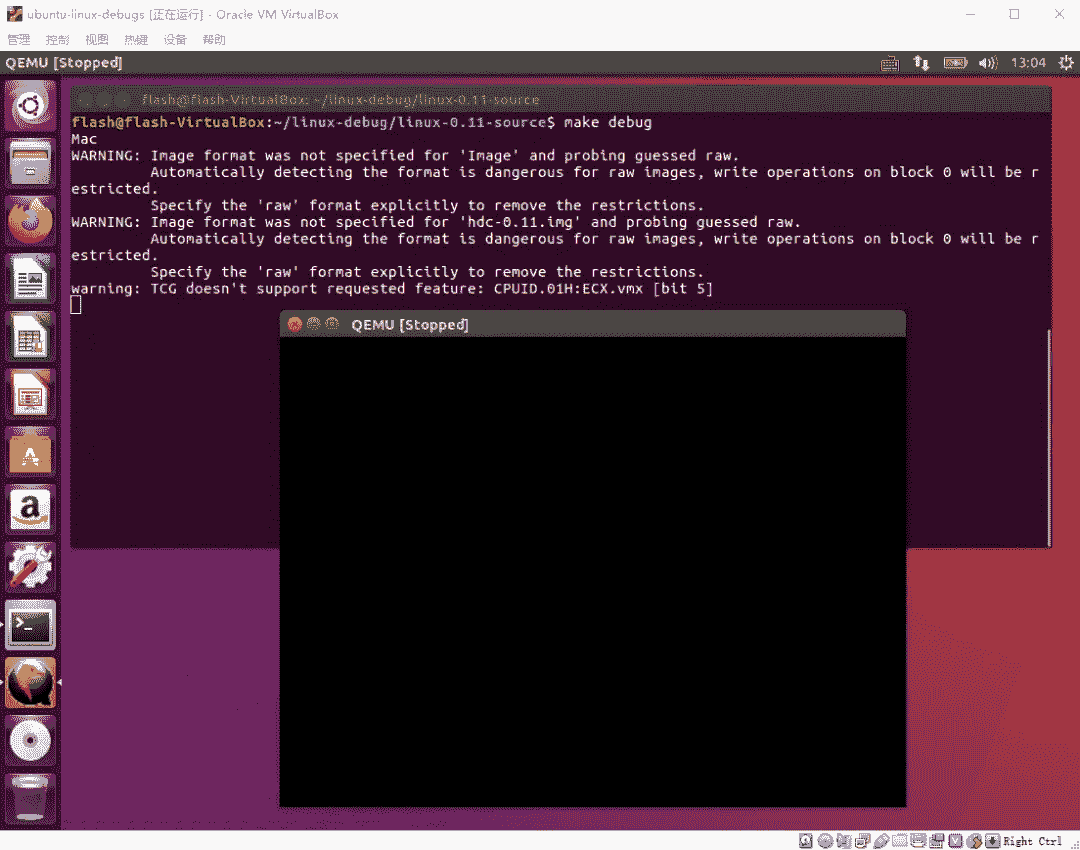 ubuntu-linux-debugs [正在运行] - Oracle VM VirtualBox
管理 控制 视图 热键 设备 帮助
QEMU [Stopped]
13:04
flash@flash-VirtualBox: ~/linux-debug/linux-0.11-source
flash@flash-VirtualBox:~/linux-debug/linux-0.11-source$ make debug
Mac
WARNING: Image format was not specified for 'Image' and probing guessed raw.
Automatically detecting the format is dangerous for raw images, write operations on block 0 will be r
estricted.
Specify the 'raw' format explicitly to remove the restrictions.
WARNING: Image format was not specified for 'hdc-0.11.img' and probing guessed raw.
Automatically detecting the format is dangerous for raw images, write operations on block 0 will be r
estricted.
Specify the 'raw' format explicitly to remove the restrictions.
warning: TCG doesn't support requested feature: CPUID.01H:ECX.vmx [bit 5]
QEMU [Stopped]
Right Ctrl